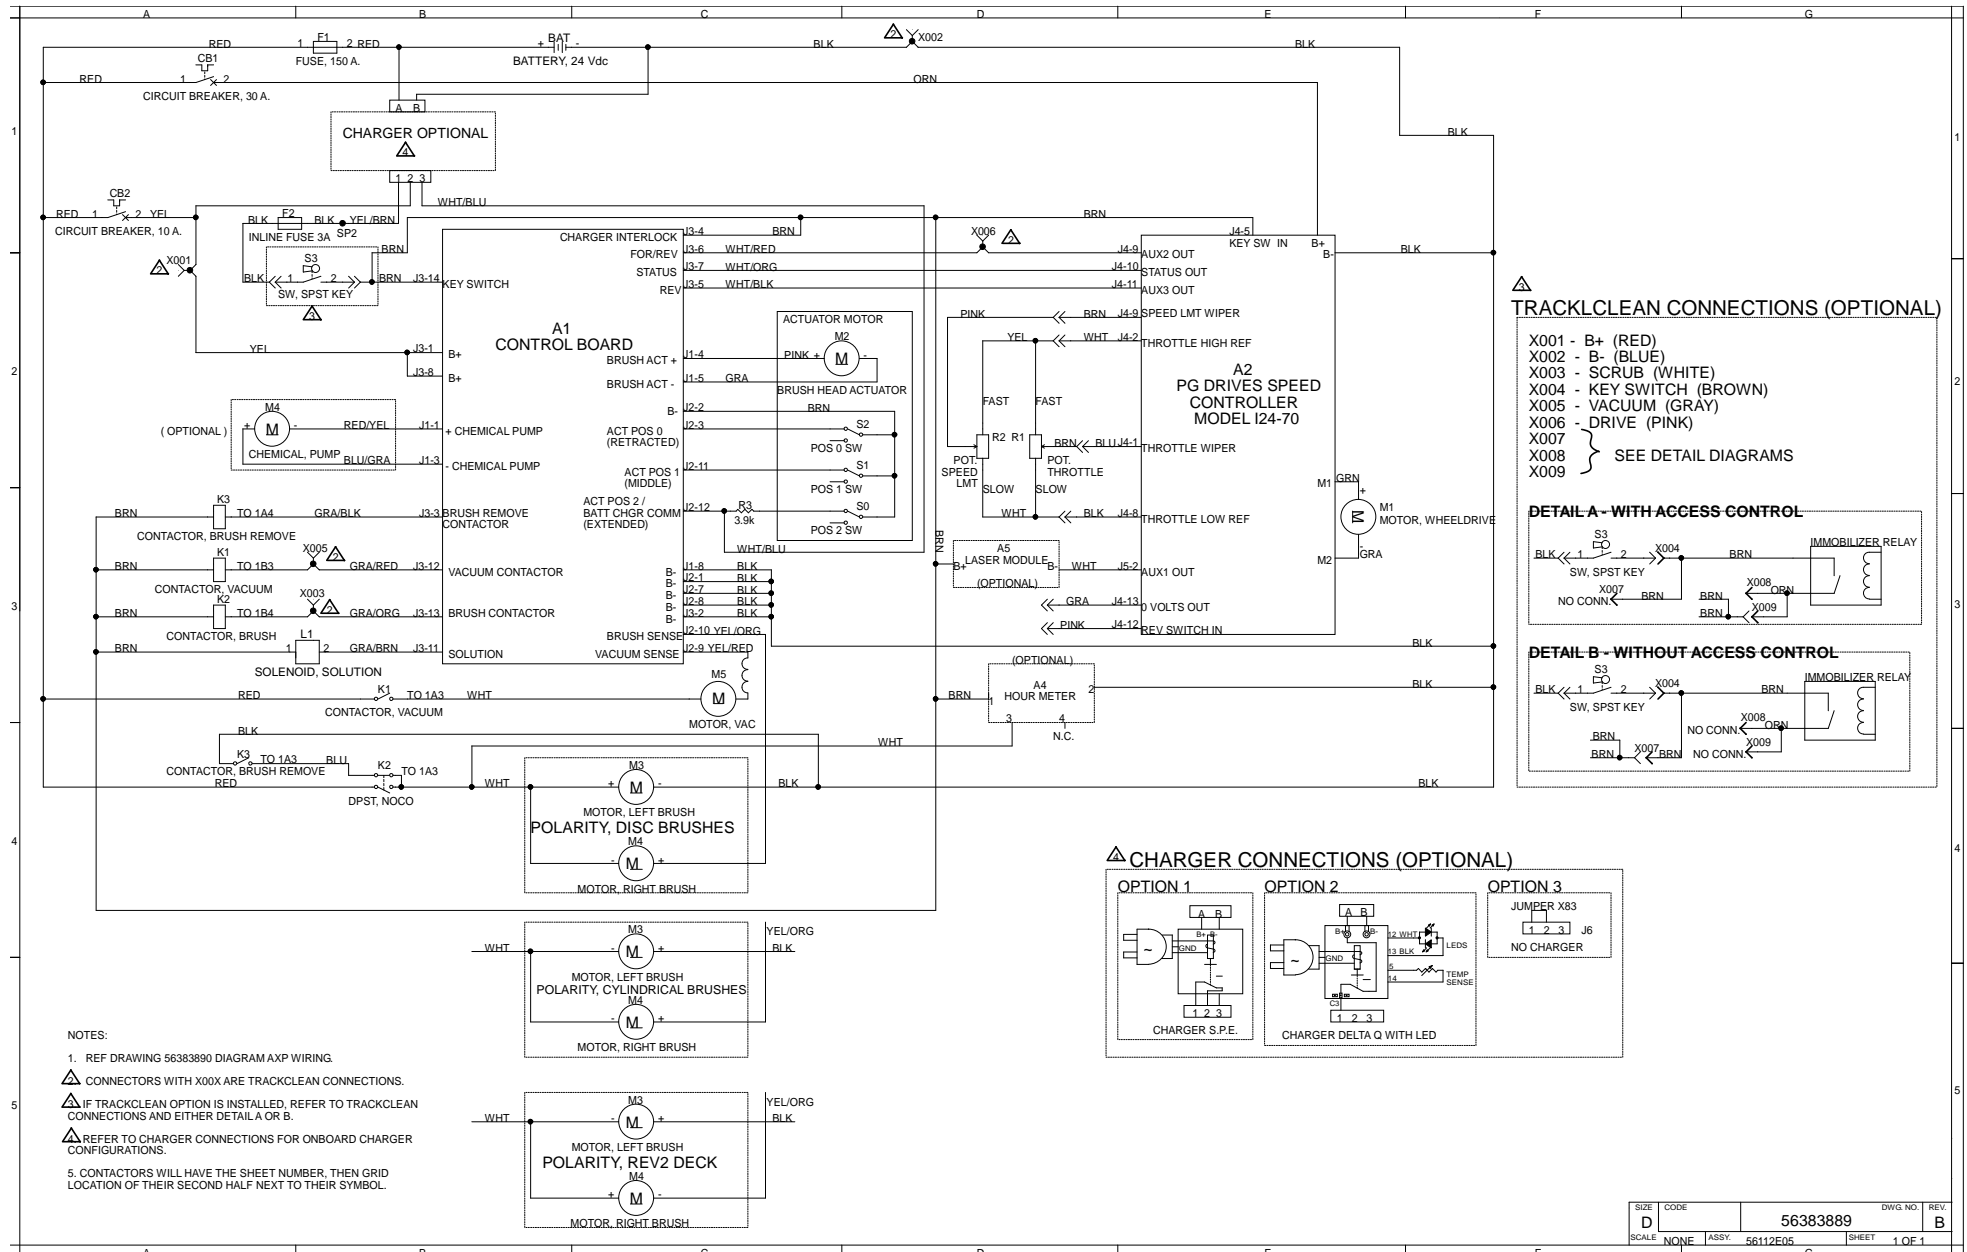 A B C D E F G
RED 1 F1 2 RED
FUSE, 150 A.
+ BAT -
BATTERY, 24 Vdc
BLK
2 X002
BLK
RED CB1 1 2
CIRCUIT BREAKER, 30 A.
ORN
A B
CHARGER OPTIONAL
4
1 2 3
1
BLK
1
WHT/BLU
CB2
RED 1 2 YEL
CIRCUIT BREAKER, 10 A.
BLK F2 BLK YEL/BRN
INLINE FUSE 3A SP2
BRN
2 X001
S3
BLK 1 2 BRN J3-14 KEY SWITCH
SW, SPST KEY
3
YEL J3-1 B+
J3-8 B+
A1
CONTROL BOARD
CHARGER INTERLOCK J3-4 BRN
FOR/REV J3-6 WHT/RED
STATUS J3-7 WHT/ORG
REV J3-5 WHT/BLK
BRN
X006 2
J4-5
KEY SW IN B+
B- BLK
J4-9 AUX2 OUT
J4-10 STATUS OUT
J4-11 AUX3 OUT
PINK BRN J4-9 SPEED LMT WIPER
YEL WHT J4-2 THROTTLE HIGH REF
A2
PG DRIVES SPEED
CONTROLLER
MODEL I24-70
FAST FAST
R2 R1 BRN BLU J4-1 THROTTLE WIPER
POT. SPEED LMT
POT. THROTTLE
SLOW SLOW
WHT BLK J4-8 THROTTLE LOW REF
M1 GRN +
M M1
MOTOR, WHEELDRIVE
M2 - GRA
ACTUATOR MOTOR
M2
BRUSH ACT + J1-4 PINK + M -
BRUSH ACT - J1-5 GRA
BRUSH HEAD ACTUATOR
B- J2-2 BRN
ACT POS 0 J2-3 S2
(RETRACTED)
POS 0 SW
ACT POS 1 J2-11 S1
(MIDDLE)
POS 1 SW
ACT POS 2 /
BATT CHGR COMM J2-12 R3 S0
(EXTENDED)
3.9k
POS 2 SW
WHT/BLU
BRN
2
2
M4
( OPTIONAL ) + M - RED/YEL J1-1 + CHEMICAL PUMP
CHEMICAL, PUMP
BLU/GRA J1-3 - CHEMICAL PUMP
BRN K3 TO 1A4 GRA/BLK J3-3 BRUSH REMOVE
CONTACTOR
CONTACTOR, BRUSH REMOVE
BRN K1 TO 1B3 X005 2 GRA/RED J3-12 VACUUM CONTACTOR
CONTACTOR, VACUUM
BRN K2 TO 1B4 X003 2 GRA/ORG J3-13 BRUSH CONTACTOR
CONTACTOR, BRUSH
BRN 1 L1 2 GRA/BRN J3-11 SOLUTION
SOLENOID, SOLUTION
B- J1-8 BLK
B- J2-1 BLK
B- J2-7 BLK
B- J2-8 BLK
B- J3-2 BLK
BRUSH SENSE J2-10 YEL/ORG
VACUUM SENSE J2-9 YEL/RED
A5
B+ LASER MODULE B- WHT J5-2 AUX1 OUT
(OPTIONAL)
GRA J4-13 0 VOLTS OUT
PINK J4-12 REV SWITCH IN
BLK
3
3
RED K1 TO 1A3 WHT
CONTACTOR, VACUUM
M5
M
MOTOR, VAC
(OPTIONAL)
BRN 1 A4 2 BLK
HOUR METER
3 4
N.C.
WHT
BLK
K3 TO 1A3 BLU
CONTACTOR, BRUSH REMOVE
RED K2 TO 1A3
DPST, NOCO
M3
WHT + M - BLK BLK
MOTOR, LEFT BRUSH
POLARITY, DISC BRUSHES
M4
- M +
MOTOR, RIGHT BRUSH
4
4
M3 YEL/ORG
WHT - M + BLK
MOTOR, LEFT BRUSH
POLARITY, CYLINDRICAL BRUSHES
M4
- M +
MOTOR, RIGHT BRUSH
M3 YEL/ORG
WHT - M + BLK
MOTOR, LEFT BRUSH
POLARITY, REV2 DECK
M4
+ M -
MOTOR, RIGHT BRUSH
5
5
3
TRACKLCLEAN CONNECTIONS (OPTIONAL)
X001 - B+ (RED)
X002 - B- (BLUE)
X003 - SCRUB (WHITE)
X004 - KEY SWITCH (BROWN)
X005 - VACUUM (GRAY)
X006 - DRIVE (PINK)
X007
X008 SEE DETAIL DIAGRAMS
X009
DETAIL A - WITH ACCESS CONTROL
S3
BLK 1 2 X004 BRN
SW, SPST KEY
IMMOBILIZER RELAY
X007
NO CONN. BRN
X008 ORN
BRN
BRN X009
DETAIL B - WITHOUT ACCESS CONTROL
S3
BLK 1 2 X004 BRN
SW, SPST KEY
IMMOBILIZER RELAY
X008 ORN
NO CONN.
BRN
BRN X007 BRN
X009
NO CONN.
4 CHARGER CONNECTIONS (OPTIONAL)
OPTION 1
A B
B+ B-
GND
~
1 2 3
CHARGER S.P.E.
OPTION 2
A B
B+ B-
GND
~
12 WHT
13 BLK
LEDS
5
14
TEMP SENSE
C3
1 2 3
CHARGER DELTA Q WITH LED
OPTION 3
JUMPER X83
1 2 3 J6
NO CHARGER
NOTES:
1. REF DRAWING 56383890 DIAGRAM AXP WIRING.
2 CONNECTORS WITH X00X ARE TRACKCLEAN CONNECTIONS.
3 IF TRACKCLEAN OPTION IS INSTALLED, REFER TO TRACKCLEAN
CONNECTIONS AND EITHER DETAIL A OR B.
4 REFER TO CHARGER CONNECTIONS FOR ONBOARD CHARGER
CONFIGURATIONS.
5. CONTACTORS WILL HAVE THE SHEET NUMBER, THEN GRID
LOCATION OF THEIR SECOND HALF NEXT TO THEIR SYMBOL.
SIZE CODE DWG. NO. REV.
D 56383889 B
SCALE NONE ASSY. 56112E05 SHEET 1 OF 1